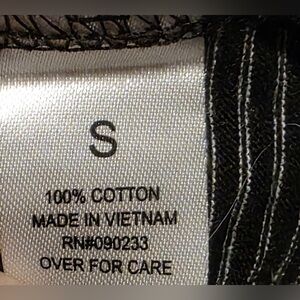 S
100% COTTON
MADE IN VIETNAM
RN#090233
OVER FOR CARE